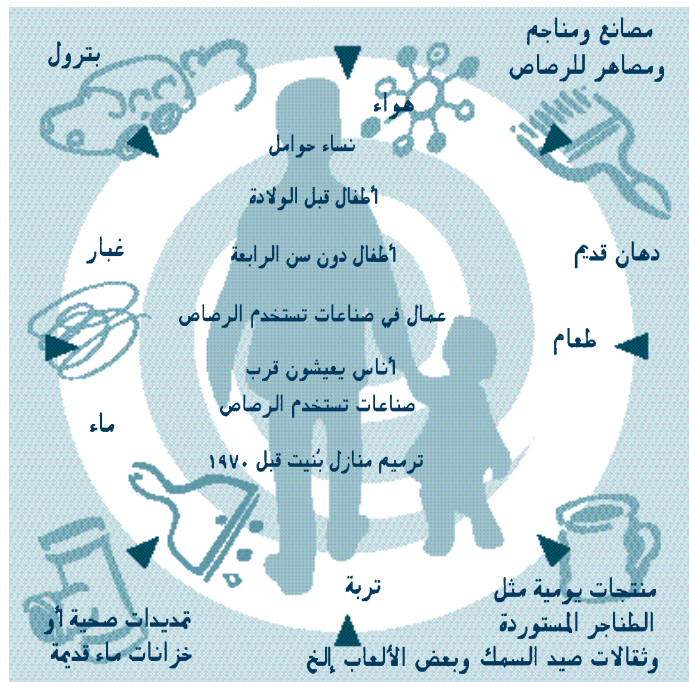 مصانع ومناجم
ومصاهر للرصاص
بترول
هواء
نساء حوامل
أطفال قبل الولادة
أطفال دون سن الرابعة
غبار
دهان قديم
عمال في صناعات تستخدم الرصاص
طعام
أناس يعيشون قرب
صناعات تستخدم الرصاص
ماء
ترميم منازل بُنيت قبل ١٩٧٠
تربة
منتجات يومية مثل
الطناجر المستوردة
وثقالات صيد السمك وبعض الألعاب إلخ
تمديدات صحية أو
خزانات ماء قديمة